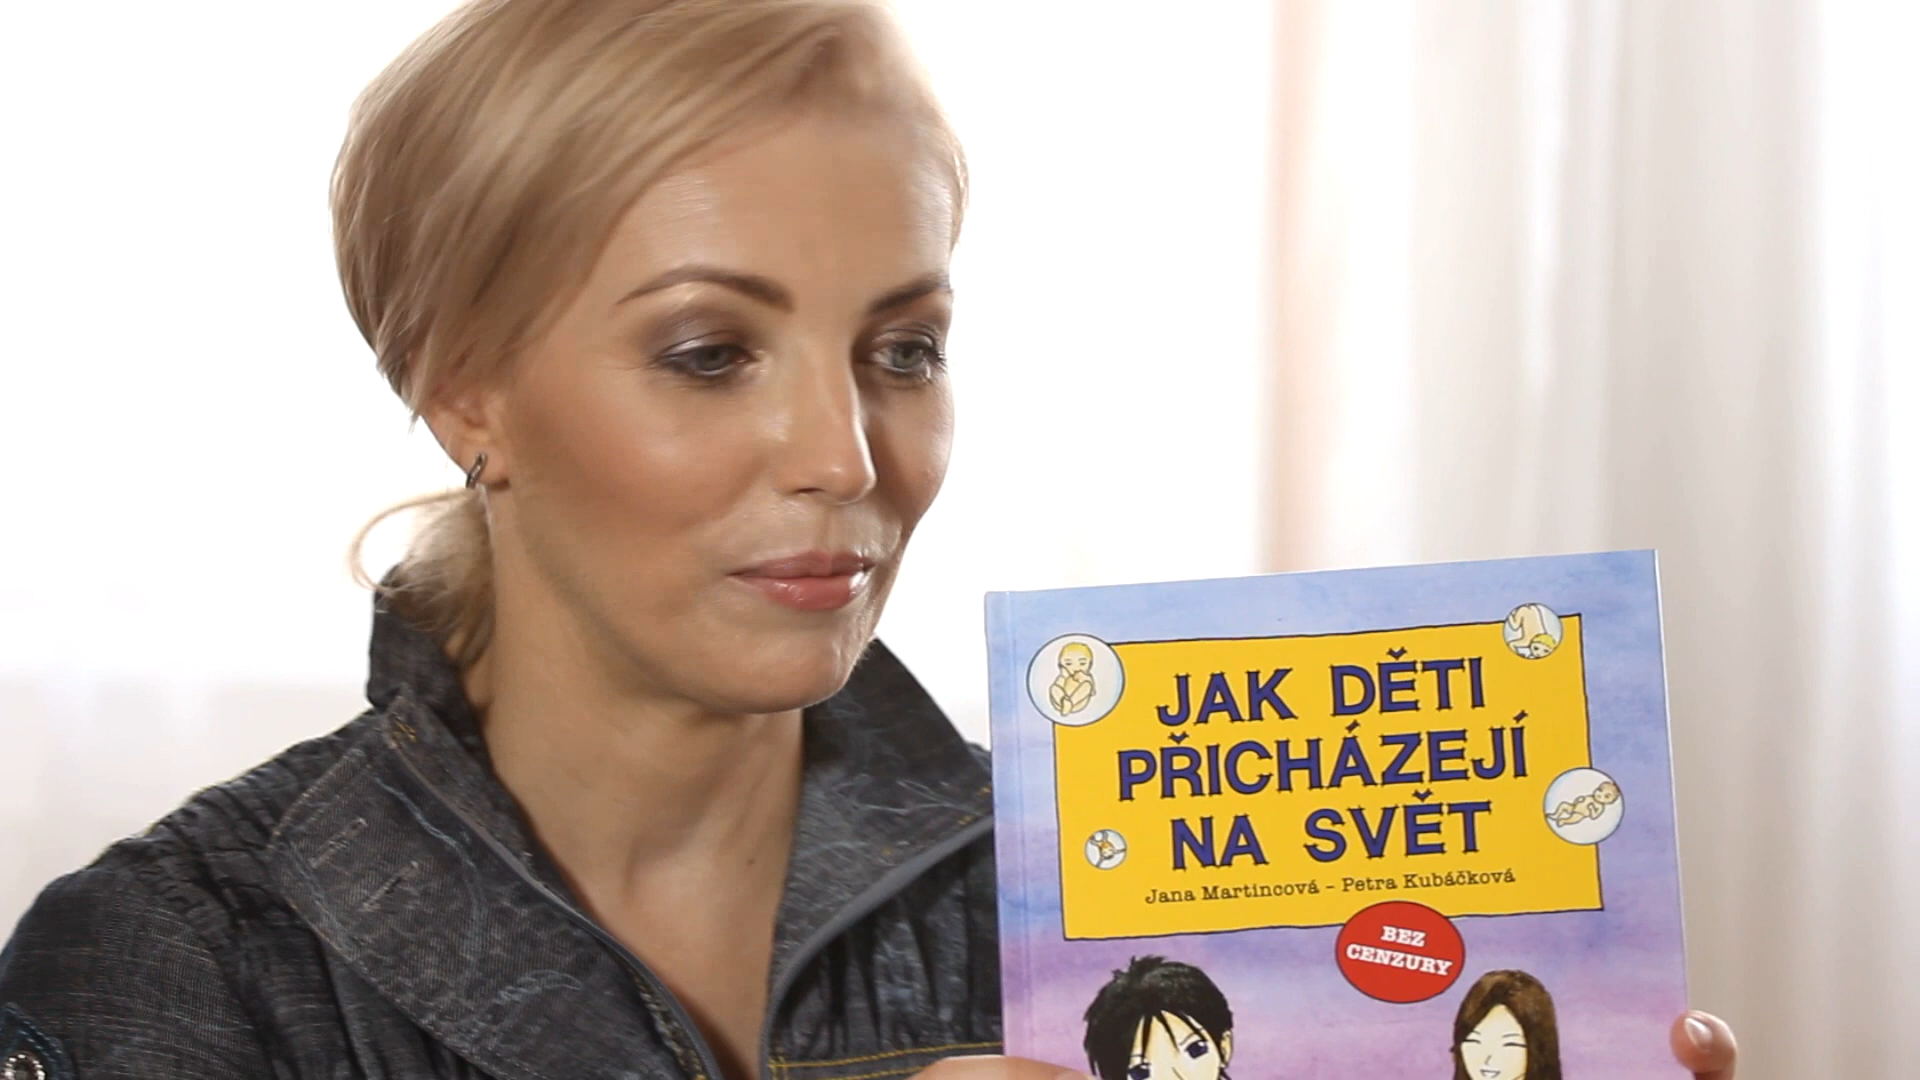 JAK DĚTI
PŘICHÁZEJÍ
NA SVĚT
Jana Martincová – Petra Kubáčková
BEZ
CENZURY